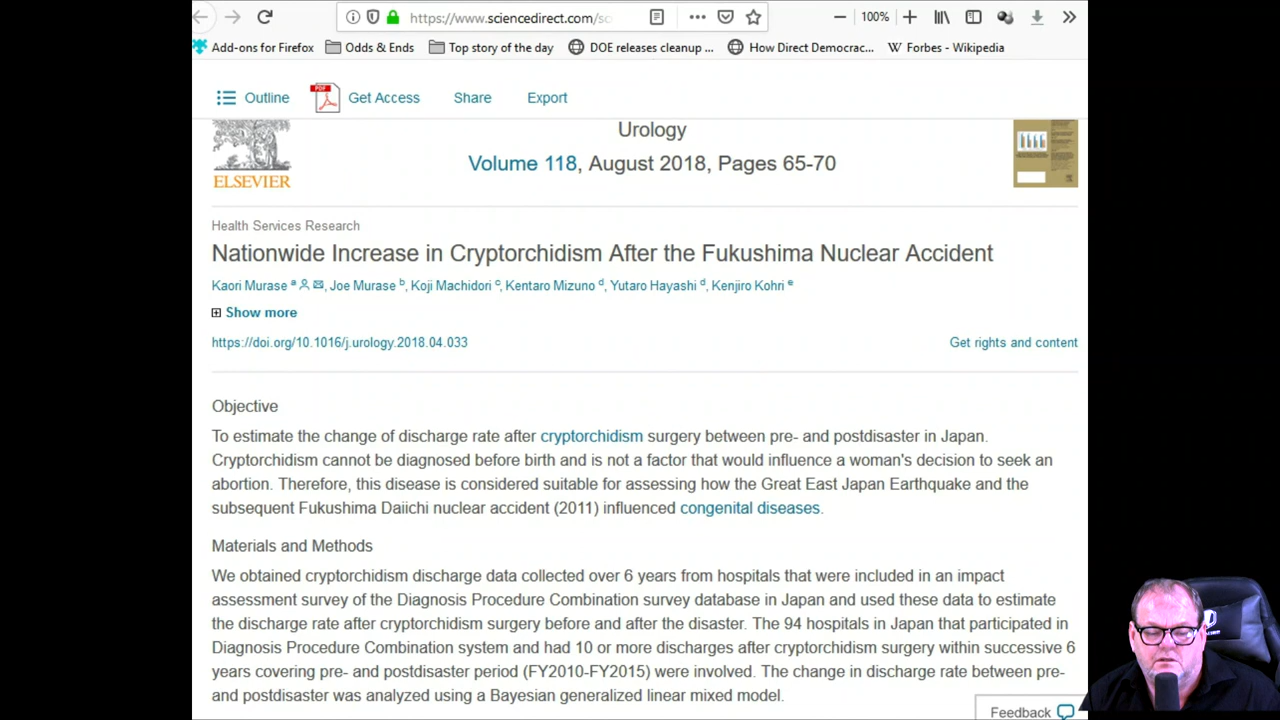 https://www.sciencedirect.com/sc
100%
Add-ons for Firefox
Odds & Ends
Top story of the day
DOE releases cleanup ...
How Direct Democrac...
W Forbes - Wikipedia
Outline
PDF
Get Access
Share
Export
ELSEVIER
Urology
Volume 118, August 2018, Pages 65-70
Health Services Research
Nationwide Increase in Cryptorchidism After the Fukushima Nuclear Accident
Kaori Murase a, Joe Murase b, Koji Machidori c, Kentaro Mizuno d, Yutaro Hayashi d, Kenjiro Kohri e
Show more
https://doi.org/10.1016/j.urology.2018.04.033
Get rights and content
Objective
To estimate the change of discharge rate after cryptorchidism surgery between pre- and postdisaster in Japan.
Cryptorchidism cannot be diagnosed before birth and is not a factor that would influence a woman's decision to seek an
abortion. Therefore, this disease is considered suitable for assessing how the Great East Japan Earthquake and the
subsequent Fukushima Daiichi nuclear accident (2011) influenced congenital diseases.
Materials and Methods
We obtained cryptorchidism discharge data collected over 6 years from hospitals that were included in an impact
assessment survey of the Diagnosis Procedure Combination survey database in Japan and used these data to estimate
the discharge rate after cryptorchidism surgery before and after the disaster. The 94 hospitals in Japan that participated in
Diagnosis Procedure Combination system and had 10 or more discharges after cryptorchidism surgery within successive 6
years covering pre- and postdisaster period (FY2010-FY2015) were involved. The change in discharge rate between pre-
and postdisaster was analyzed using a Bayesian generalized linear mixed model.
Feedback